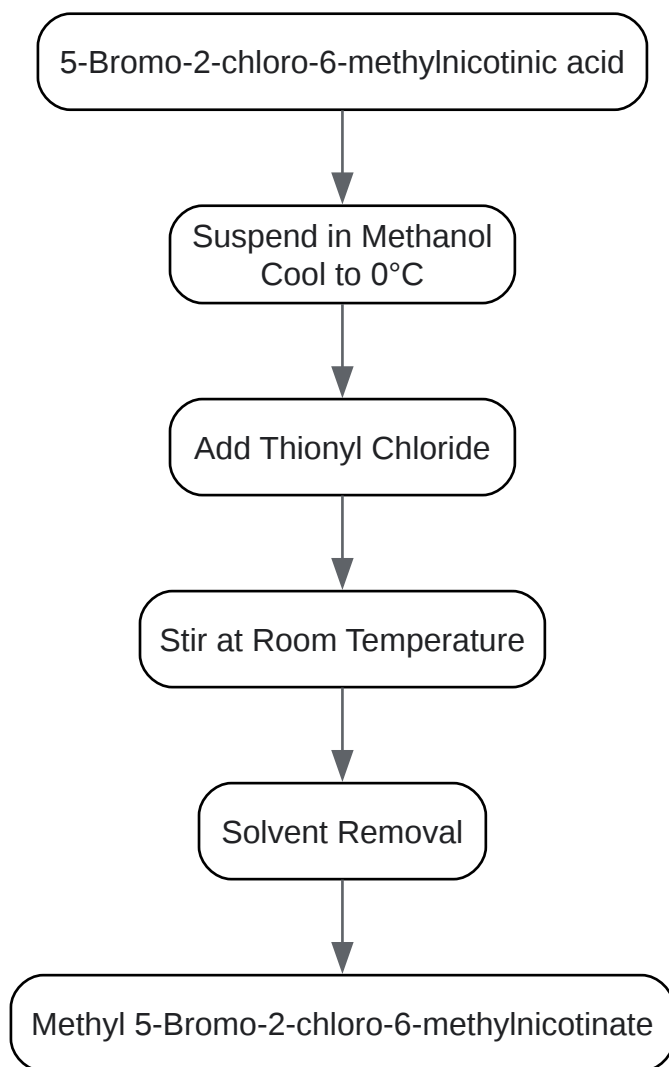 5-Bromo-2-chloro-6-methylnicotinic acid
Suspend in Methanol
Cool to 0°C
Add Thionyl Chloride
Stir at Room Temperature
Solvent Removal
Methyl 5-Bromo-2-chloro-6-methylnicotinate